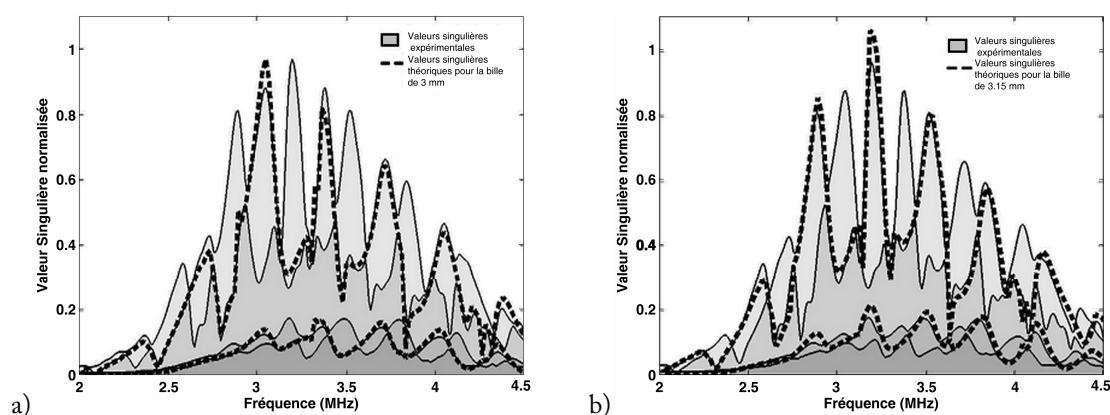 1
Valeurs singulières
expérimentales
Valeurs singulières
théoriques pour la bille
de 3 mm
0.8
0.6
0.4
0.2
0
Valeur Singulière normalisée
2
2.5
3
3.5
4
4.5
Fréquence (MHz)
a)
1
Valeurs singulières
expérimentales
Valeurs singulières
théoriques pour la bille
de 3.15 mm
0.8
0.6
0.4
0.2
0
Valeur Singulière normalisée
2
2.5
3
3.5
4
4.5
Fréquence (MHz)
b)